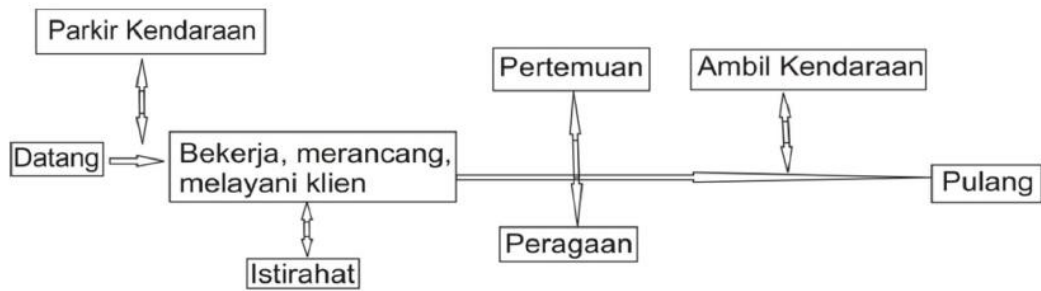 Parkir Kendaraan
Datang
Bekerja, merancang,
melayani klien
Istirahat
Pertemuan
Peragaan
Ambil Kendaraan
Pulang